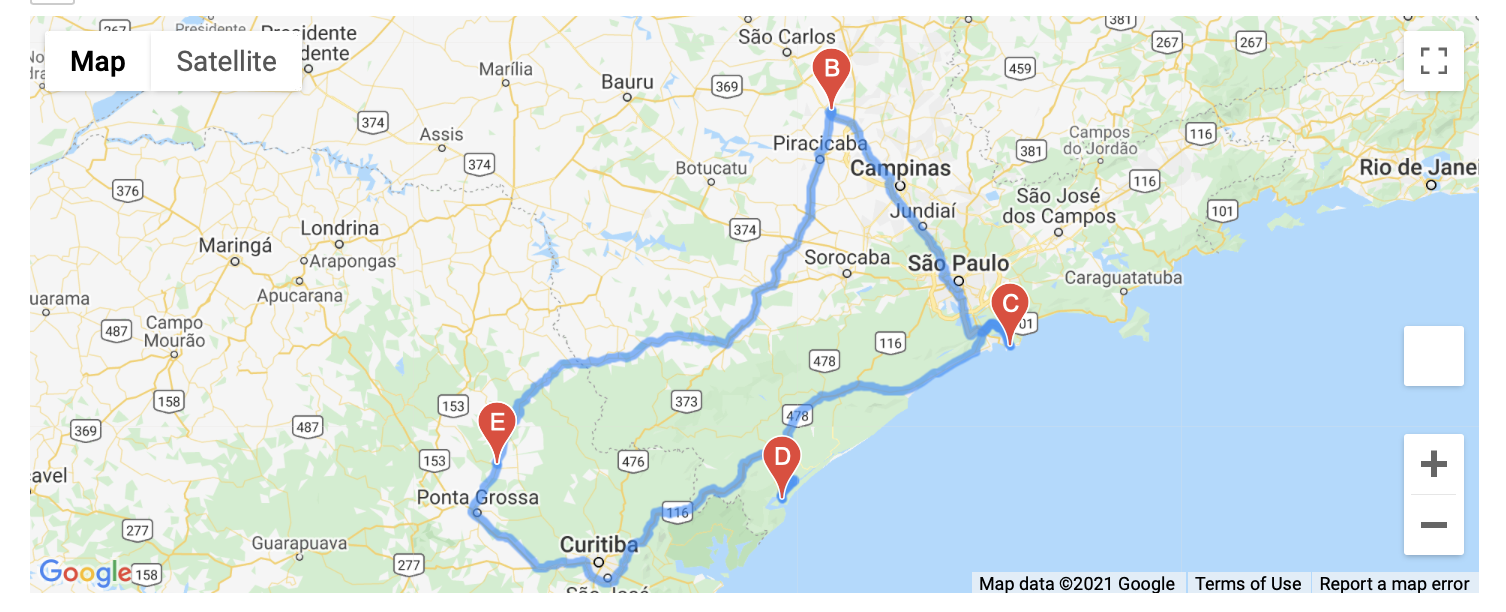 267
Presidente
Presidente
dente
Map
Satellite
São Carlos
381
267
267
B
Marília
Bauru
369
459
374
Assis
374
Piracicaba
Campos
do Jordão
116
381
Botucatu
Campinas
Rio de Janei
376
116
São José
dos Campos
Jundiaí
101
Londrina
374
Maringá
Arapongas
Sorocaba
São Paulo
Caraguatatuba
Apucarana
uarama
C
01
487
Campo
Mourão
116
478
158
153
373
478
E
369
487
D
153
476
avel
Ponta Grossa
116
277
Guarapuava
Curitiba
277
Google
158
São José
Map data ©2021 Google
Terms of Use
Report a map error